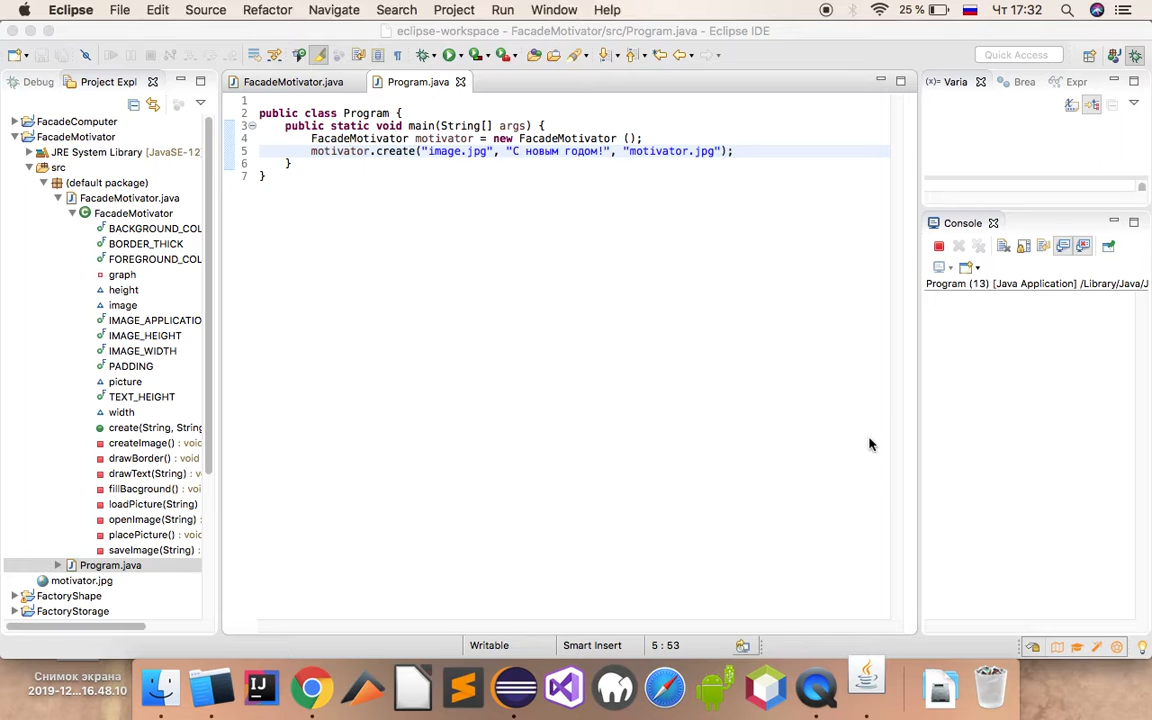 Eclipse File Edit Source Refactor Navigate Search Project Run Window Help 25 % Чт 17:32
eclipse-workspace - FacadeMotivator/src/Program.java - Eclipse IDE
Quick Access
Debug Project Expl FacadeMotivator.java Program.java (x)= Varia Brea Expr
FacadeComputer
FacadeMotivator
JRE System Library [JavaSE-12
src
(default package)
FacadeMotivator.java
FacadeMotivator
BACKGROUND_COL
BORDER_THICK
FOREGROUND_COL
graph
height
image
IMAGE_APPLICATIO
IMAGE_HEIGHT
IMAGE_WIDTH
PADDING
picture
TEXT_HEIGHT
width
create(String, String
createImage() : void
drawBorder() : void
drawText(String) : v
fillBacground() : void
loadPicture(String)
openImage(String) :
placePicture() : void
saveImage(String) :
Program.java
motivator.jpg
FactoryShape
FactoryStorage
1
2 public class Program {
3 public static void main(String[] args) {
4 FacadeMotivator motivator = new FacadeMotivator ();
5 motivator.create("image.jpg", "С новым годом!", "motivator.jpg");
6 }
7 }
Console
Program (13) [Java Application] /Library/Java/J
Writable Smart Insert 5 : 53
Снимок экрана
2019-12...16.48.10